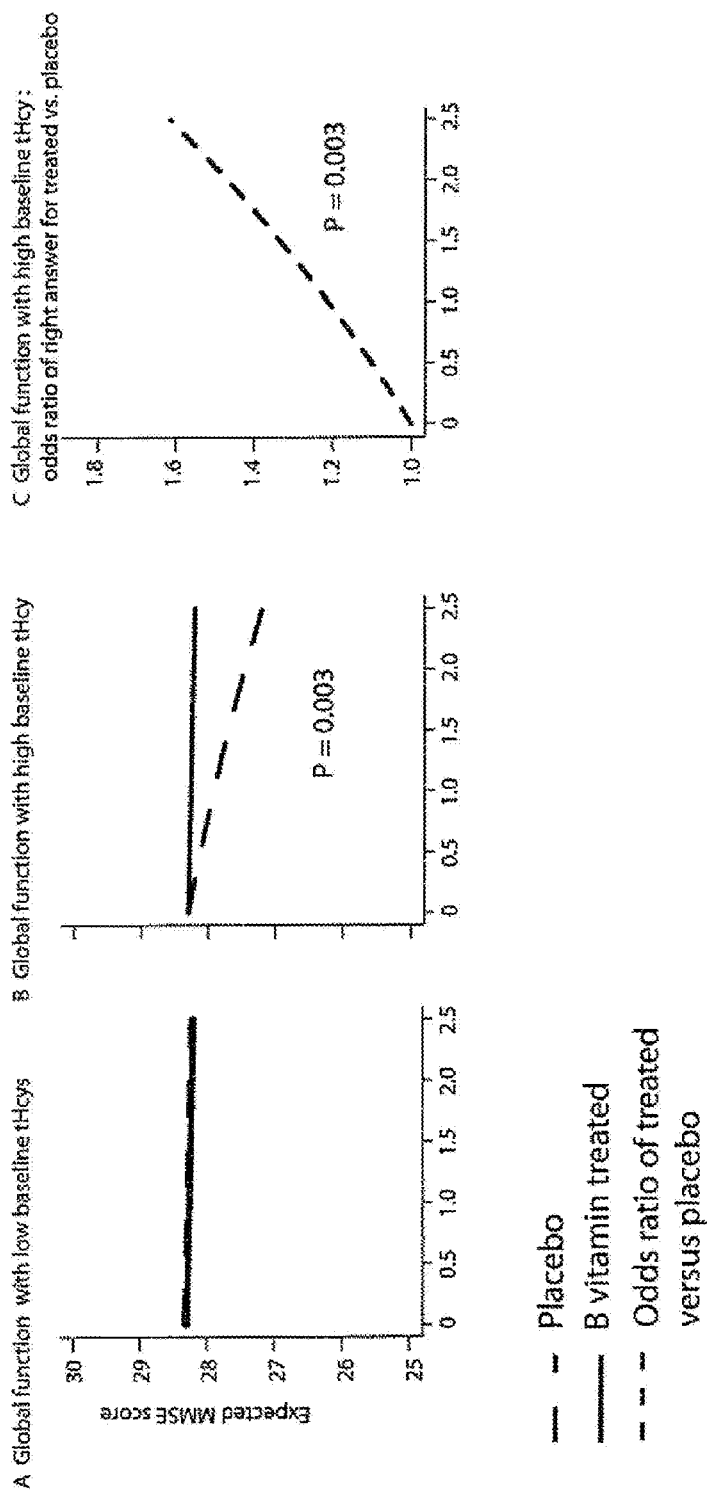 A Global function with low baseline tHcys
30
29
28
27
26
25
Expected MMSE score
0 0.5 1.0 1.5 2.0 2.5
B Global function with high baseline tHcy
P = 0.003
0 0.5 1.0 1.5 2.0 2.5
C Global function with high baseline tHcy :
odds ratio of right answer for treated vs. placebo
1.8
1.6
1.4
1.2
1.0
P = 0.003
0 0.5 1.0 1.5 2.0 2.5
Placebo
B vitamin treated
Odds ratio of treated
versus placebo